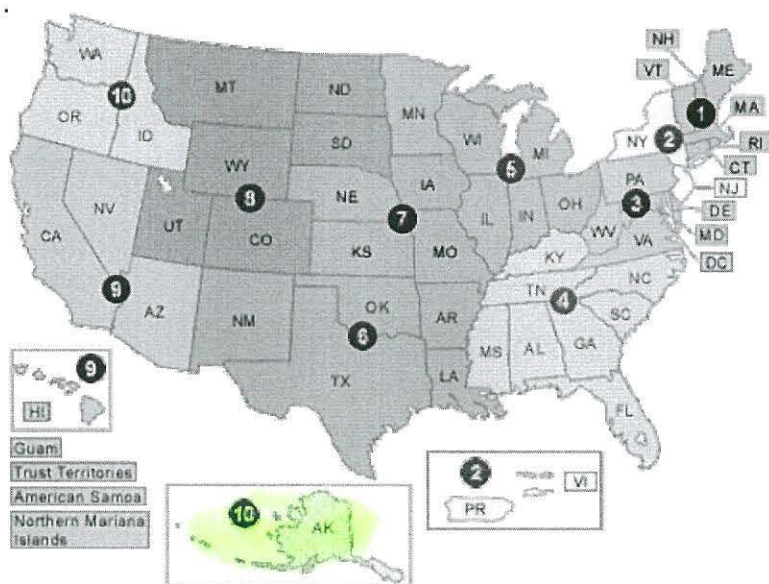 NH
WA
VT
ME
MT
ND
10
MN
1
MA
OR
ID
WI
NY
2
SD
MI
RI
WY
5
CT
IA
PA
NJ
8
NE
3
DE
NV
7
IL
IN
OH
MD
UT
CO
WV
VA
CA
KS
MO
KY
DC
NC
9
TN
4
AZ
OK
NM
AR
SC
6
MS
AL
GA
TX
LA
9
HI
FL
Guam
Trust Territories
American Samoa
Northern Mariana
Islands
2
VI
PR
10
AK